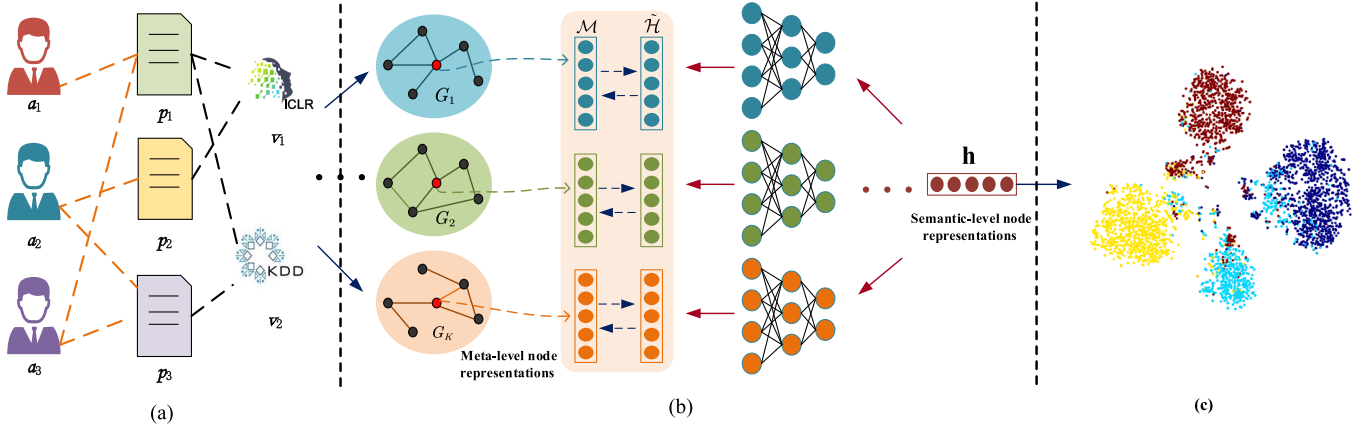 a₁
a₂
a₃
p₁
p₂
p₃
ICLR
v₁
KDD
v₂
(a)
G₁
G₂
G_K
Meta-level node
representations
ℳ
ℋ̃
(b)
h
Semantic-level node
representations
(c)